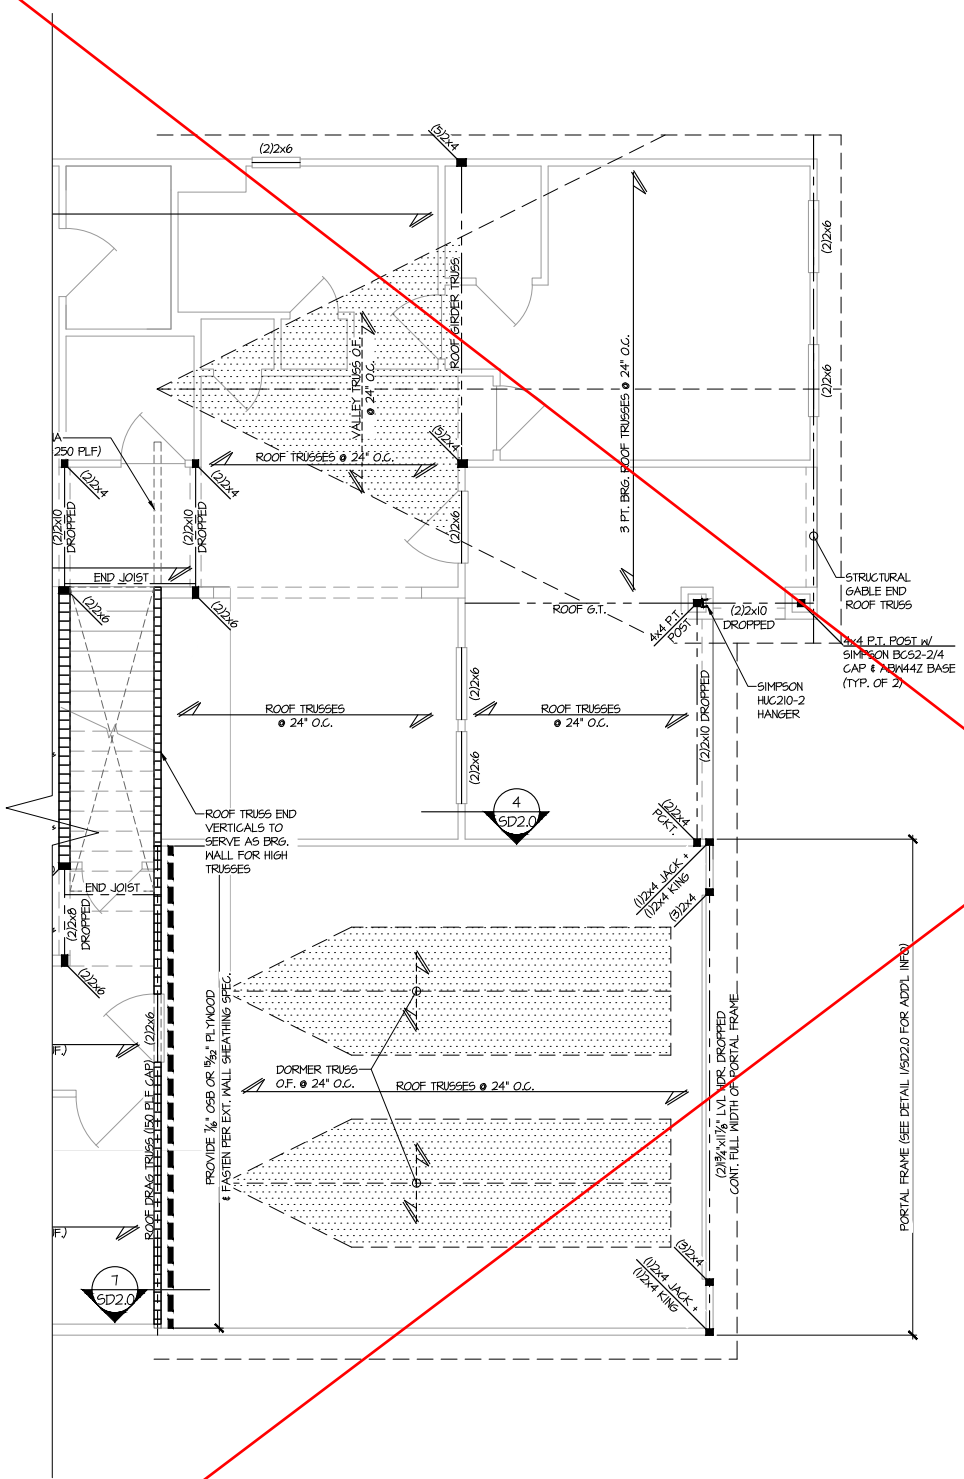 (2)2x6
(5)2x4
(2)2x6
ROOF GIRDER TRUSS
3 PT. BRG. ROOF TRUSSES @ 24" O.C.
VALLEY TRUSS O.F.
@ 24" O.C.
(2)2x6
(5)2x4
250 PLF)
ROOF TRUSSES @ 24" O.C.
(2)2x4
(2)2x4
(2)2x10
DROPPED
(2)2x10
DROPPED
(2)2x6
END JOIST
STRUCTURAL
GABLE END
ROOF TRUSS
(2)2x6
(2)2x6
ROOF G.T.
4x4 P.T.
POST
(2)2x10
DROPPED
4x4 P.T. POST W/
SIMPSON BCS2-2/4
CAP & ABW44Z BASE
(TYP. OF 2)
SIMPSON
HUC210-2
HANGER
(2)2x6
(2)2x10 DROPPED
ROOF TRUSSES
@ 24" O.C.
ROOF TRUSSES
@ 24" O.C.
(2)2x6
4
SD2.0
ROOF TRUSS END
VERTICALS TO
SERVE AS BRG.
WALL FOR HIGH
TRUSSES
(2)2x4
PCKT.
(1)2x4 JACK +
(1)2x4 KING
(3)2x4
END JOIST
(2)2x8
DROPPED
(2)2x6
(2)2x6
PROVIDE 7/16" OSB OR 15/32" PLYWOOD
& FASTEN PER EXT. WALL SHEATHING SPEC.
DORMER TRUSS
O.F. @ 24" O.C.
ROOF TRUSSES @ 24" O.C.
(2)1¾"x11⅞" LVL HDR. DROPPED
CONT. FULL WIDTH OF PORTAL FRAME
PORTAL FRAME (SEE DETAIL 1/SD2.0 FOR ADD'L INFO)
ROOF DRAG TRUSS (150 PLF CAP.)
(3)2x4
(1)2x4 JACK +
(1)2x4 KING
7
SD2.0